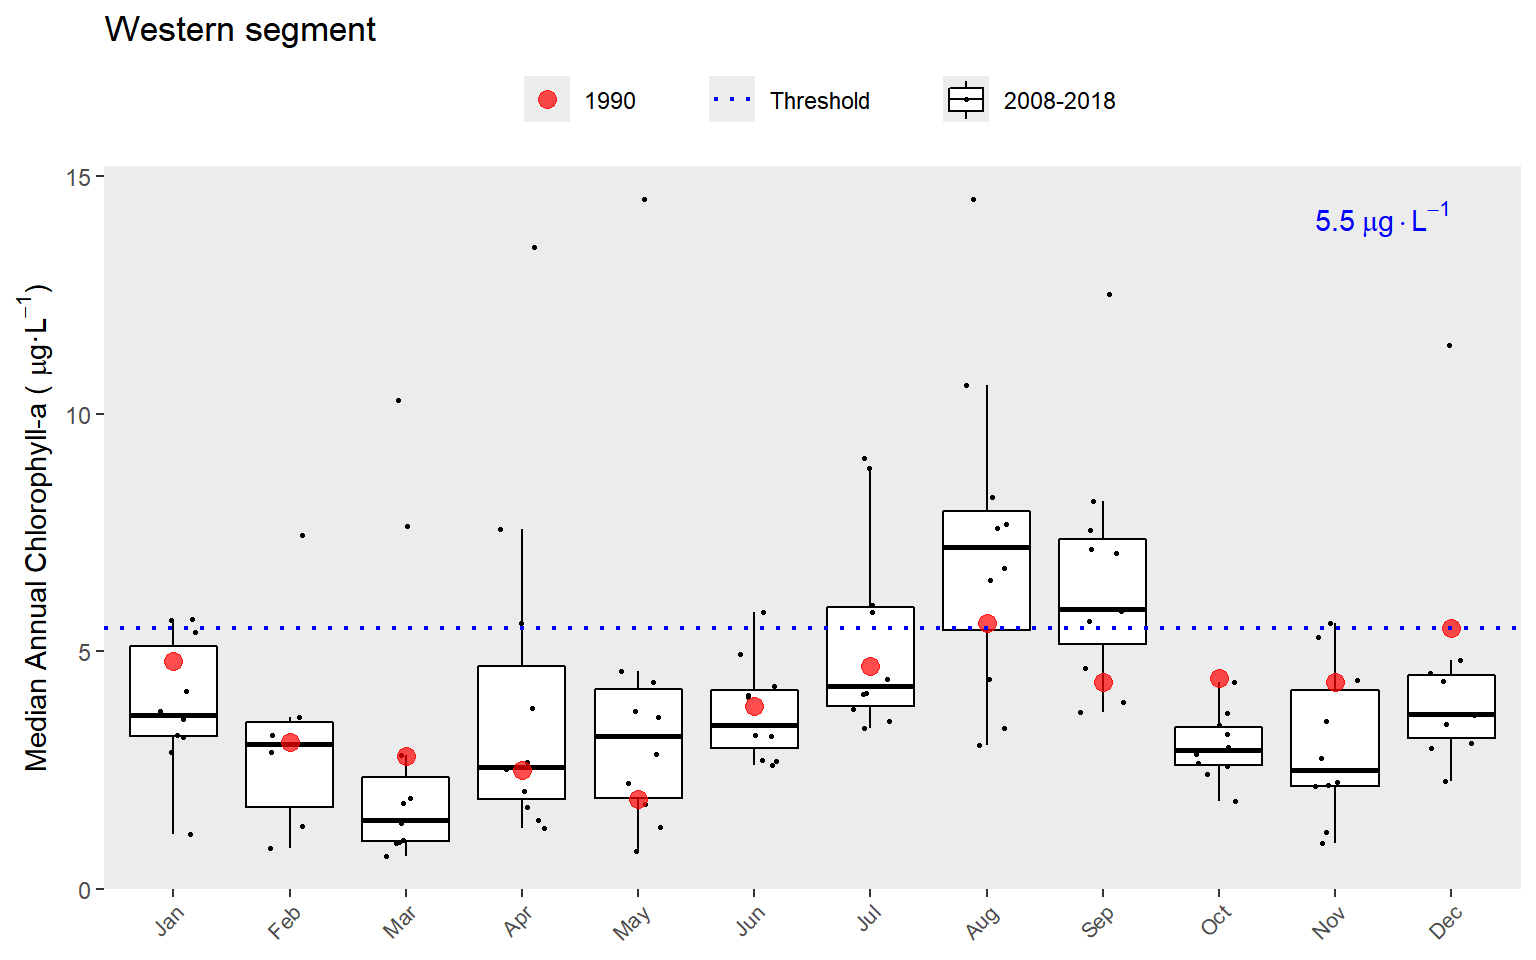 Western segment
1990 Threshold 2008-2018
Median Annual Chlorophyll-a ( μg·L⁻¹)
15
10
5
0
5.5 μg · L⁻¹
Jan Feb Mar Apr May Jun Jul Aug Sep Oct Nov Dec